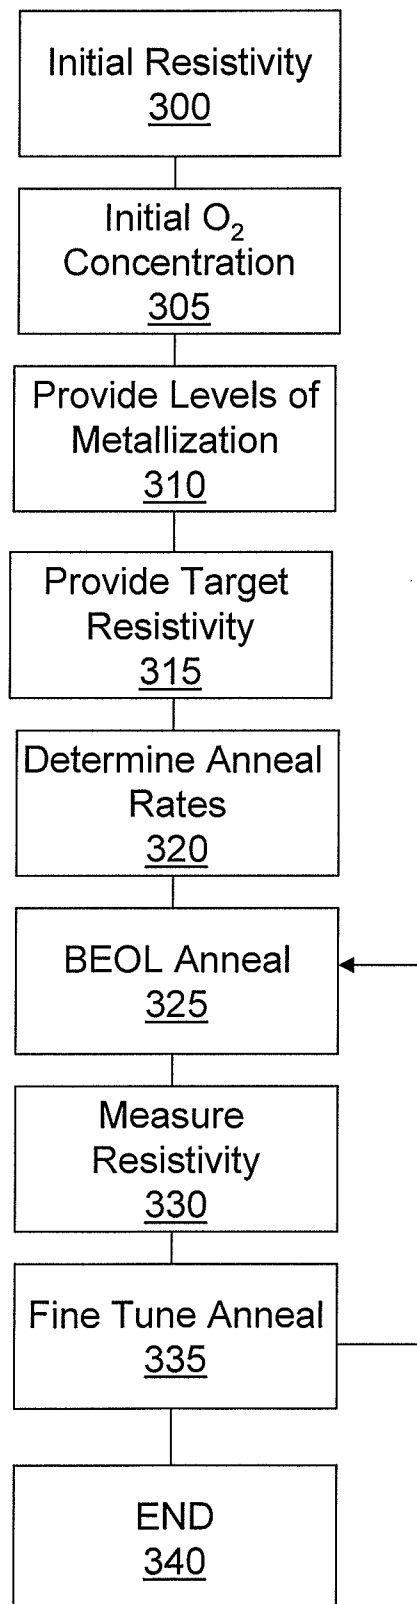 Initial Resistivity
300
Initial O₂
Concentration
305
Provide Levels of
Metallization
310
Provide Target
Resistivity
315
Determine Anneal
Rates
320
BEOL Anneal
325
Measure
Resistivity
330
Fine Tune Anneal
335
END
340